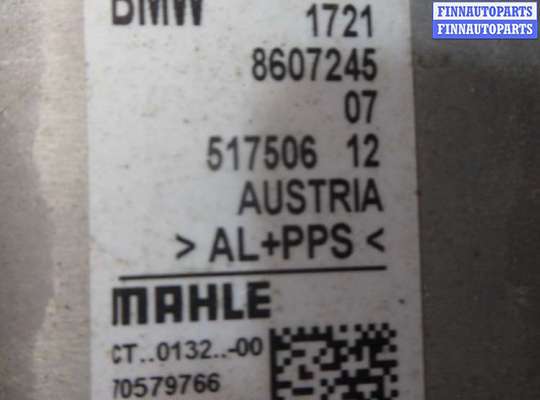 FINNAUTOPARTS
FINNAUTOPARTS
BMW 1721
8607245
07
517506 12
AUSTRIA
> AL+PPS <
MAHLE
CT..0132..-00
70579766